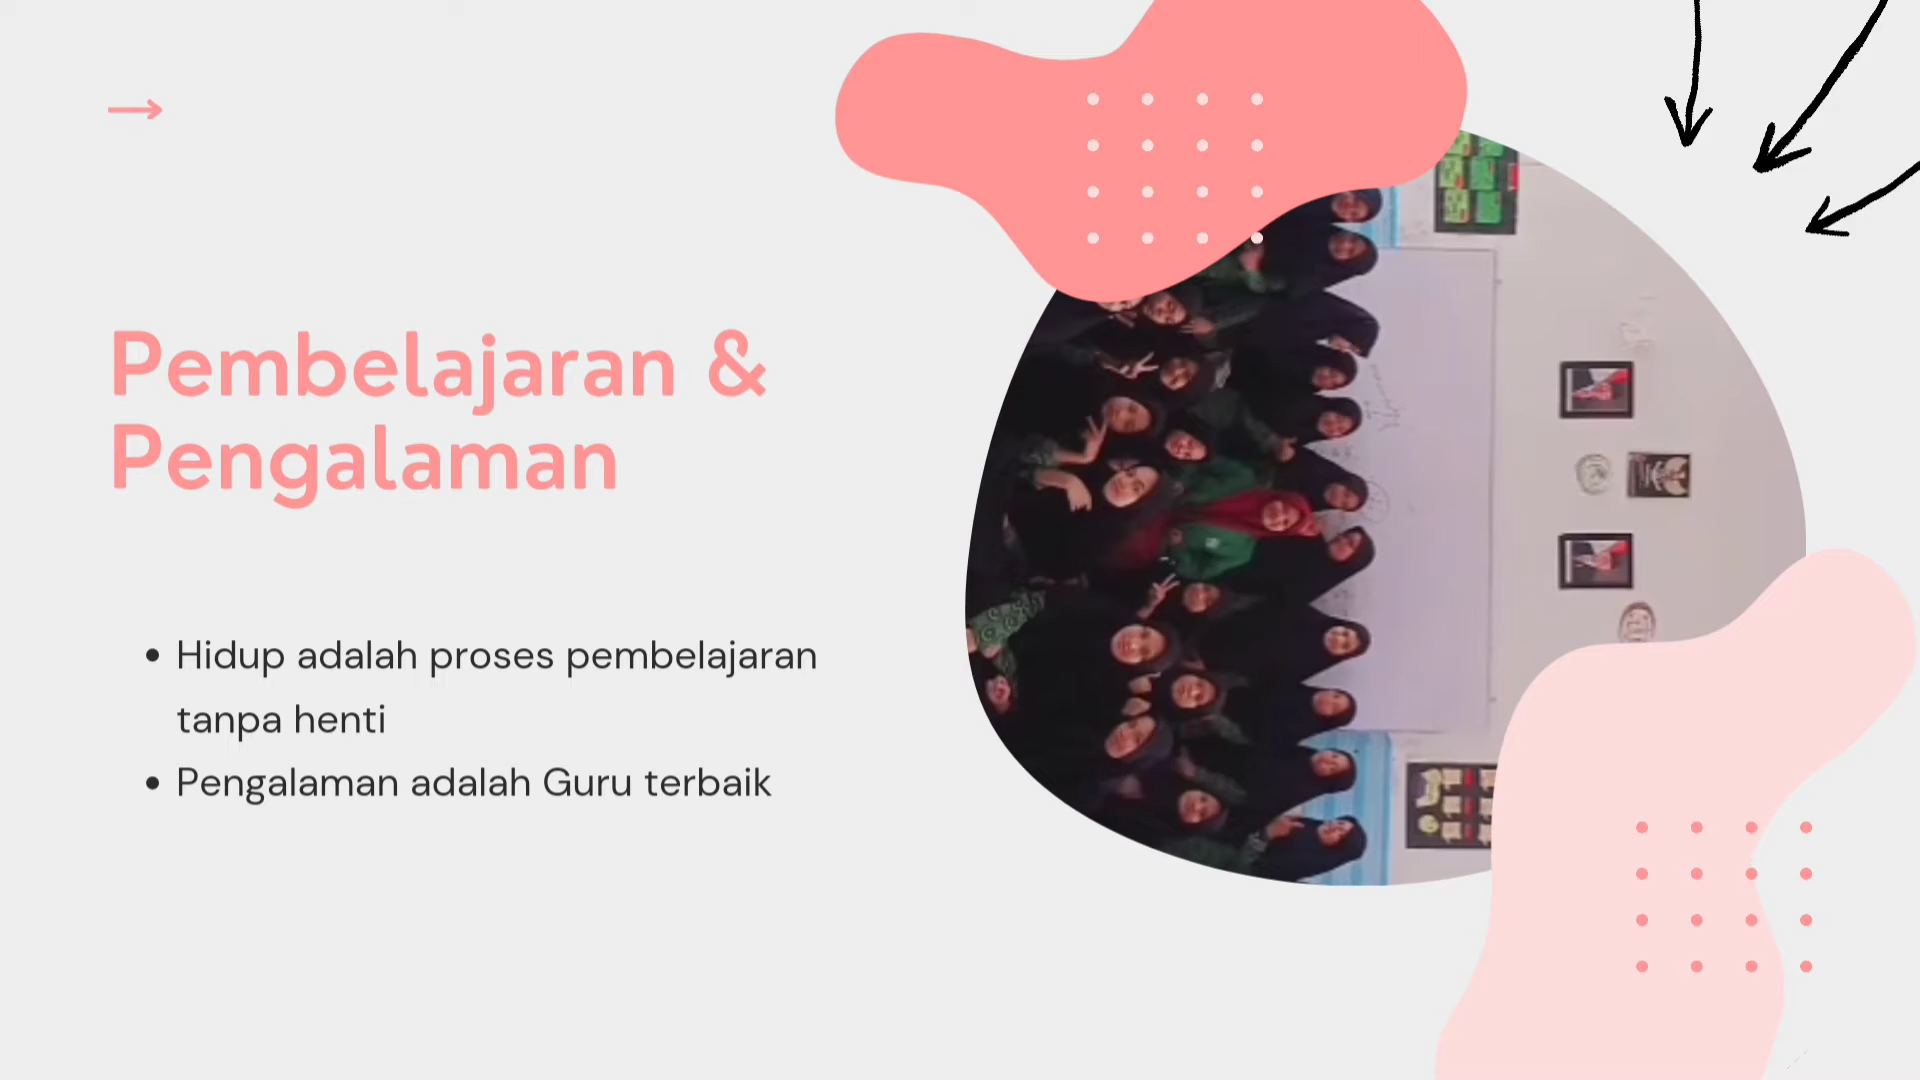 Pembelajaran &
Pengalaman
• Hidup adalah proses pembelajaran
tanpa henti
• Pengalaman adalah Guru terbaik